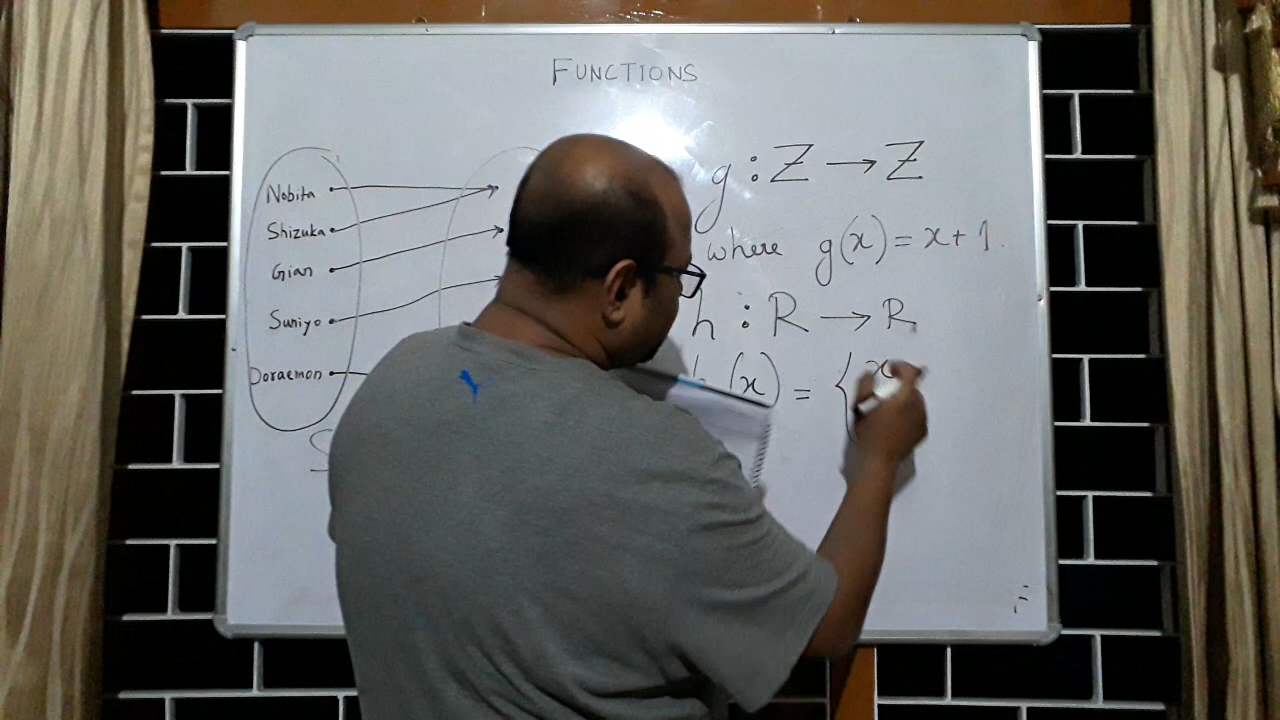 FUNCTIONS
Nobita
Shizuka
Gian
Suniyo
Doraemon
S
g : Z → Z
where g(x) = x + 1.
h : R → R
h(x) = { x